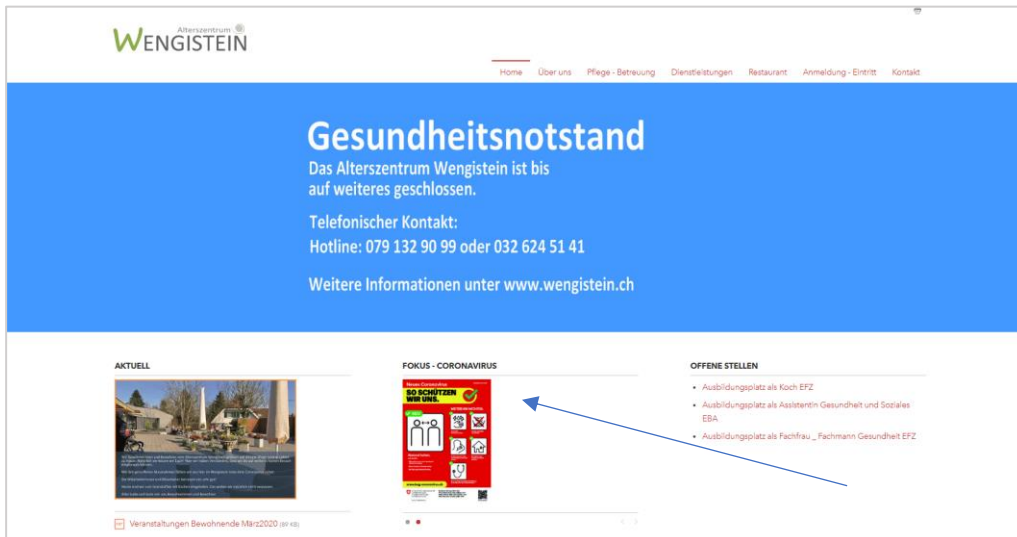 Alterszentrum
WENGISTEIN
Home Über uns Pflege - Betreuung Dienstleistungen Restaurant Anmeldung - Eintritt Kontakt
Gesundheitsnotstand
Das Alterszentrum Wengistein ist bis
auf weiteres geschlossen.
Telefonischer Kontakt:
Hotline: 079 132 90 99 oder 032 624 51 41
Weitere Informationen unter www.wengistein.ch
AKTUELL
Veranstaltungen Bewohnende März2020 (69 KB)
FOKUS - CORONAVIRUS
Neues Coronavirus
SO SCHÜTZEN
WIR UNS.
OFFENE STELLEN
Ausbildungsplatz als Koch EFZ
Ausbildungsplatz als Assistentin Gesundheit und Soziales
EBA
Ausbildungsplatz als Fachfrau _ Fachmann Gesundheit EFZ